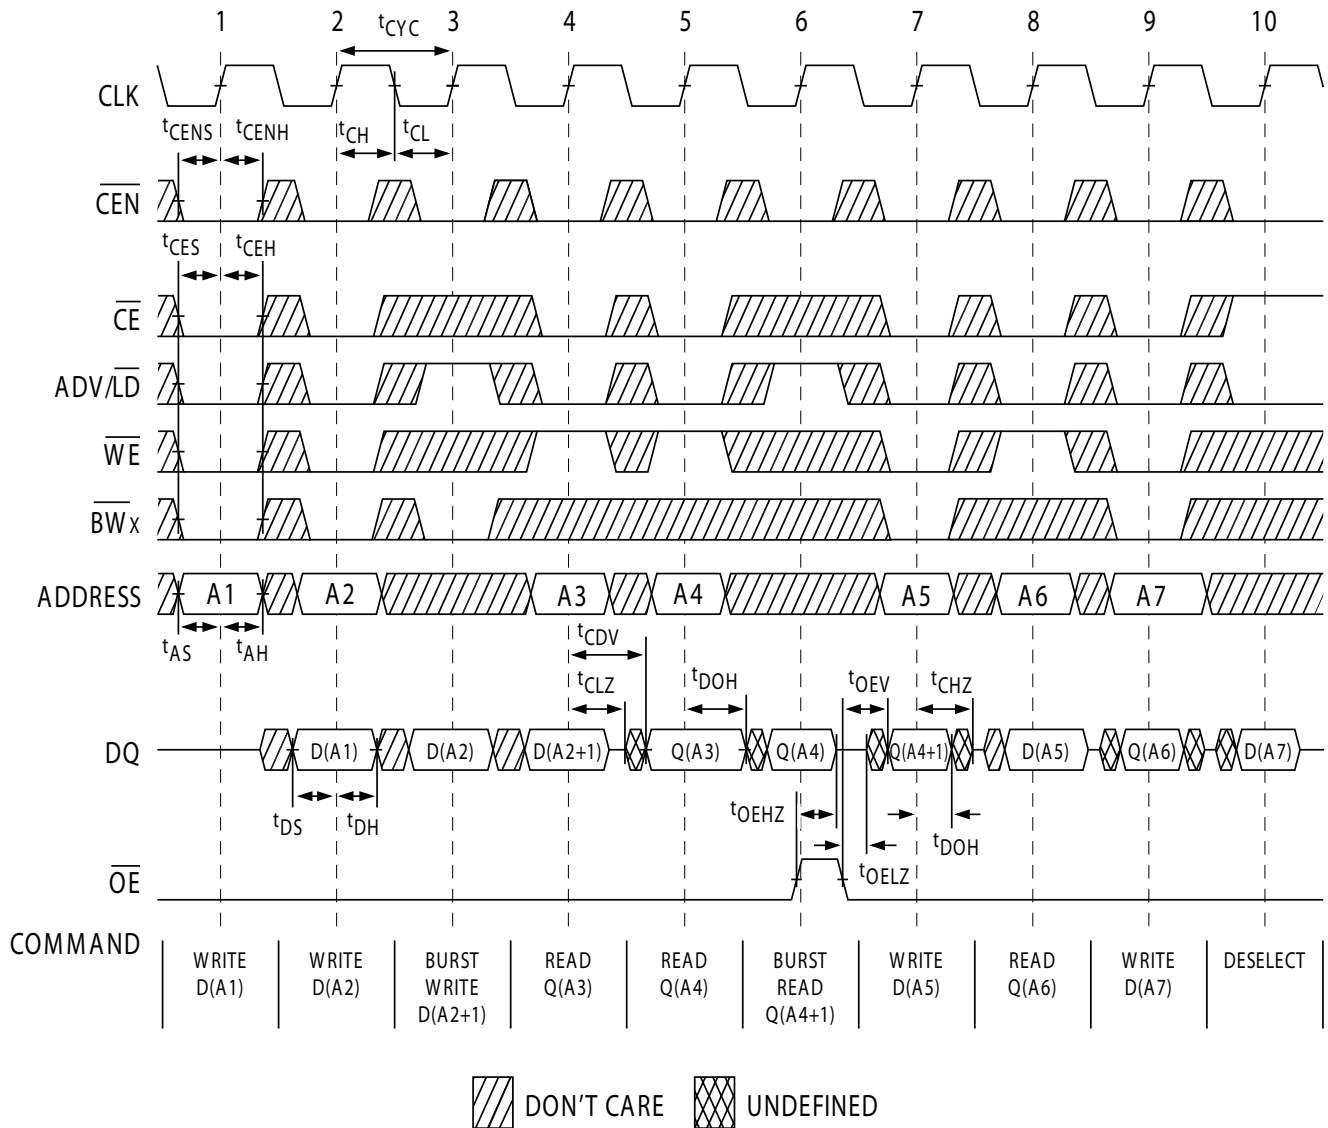 1 2 3 4 5 6 7 8 9 10
tCYC
CLK
tCENS tCENH tCH tCL
CEN
tCES tCEH
CE
ADV/LD
WE
BWx
ADDRESS A1 A2 A3 A4 A5 A6 A7
tAS tAH tCDV
tCLZ tDOH tOEV tCHZ
DQ D(A1) D(A2) D(A2+1) Q(A3) Q(A4) Q(A4+1) D(A5) Q(A6) D(A7)
tDS tDH tOEHZ tDOH
tOELZ
OE
COMMAND
WRITE WRITE BURST READ READ BURST WRITE READ WRITE DESELECT
D(A1) D(A2) WRITE Q(A3) Q(A4) READ D(A5) Q(A6) D(A7)
D(A2+1) Q(A4+1)
DON'T CARE UNDEFINED